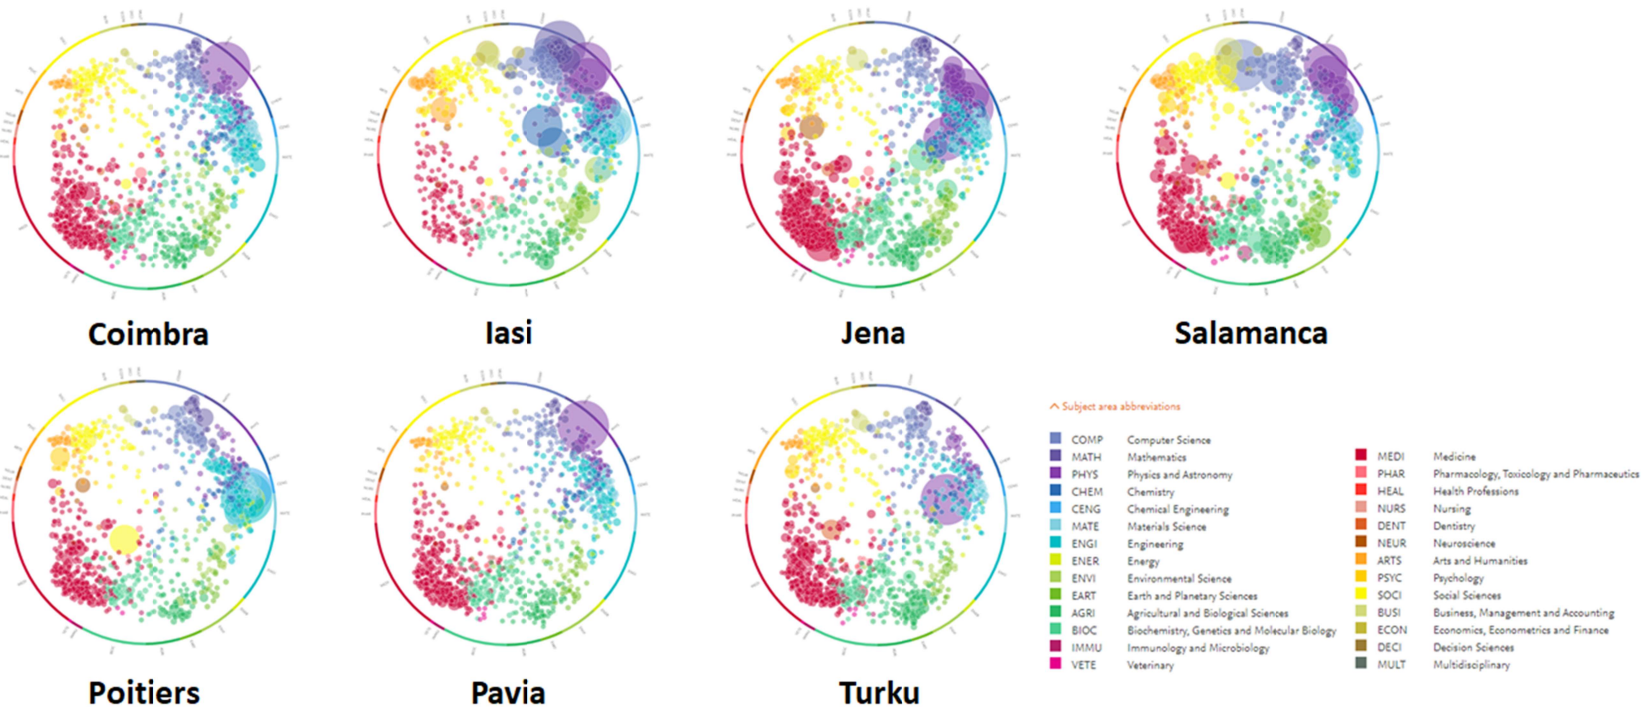 Coimbra
Iasi
Jena
Salamanca
Poitiers
Pavia
Turku
Subject area abbreviations
COMP Computer Science
MATH Mathematics
PHYS Physics and Astronomy
CHEM Chemistry
CENG Chemical Engineering
MATE Materials Science
ENGI Engineering
ENER Energy
ENVI Environmental Science
EART Earth and Planetary Sciences
AGRI Agricultural and Biological Sciences
BIOC Biochemistry, Genetics and Molecular Biology
IMMU Immunology and Microbiology
VETE Veterinary
MEDI Medicine
PHAR Pharmacology, Toxicology and Pharmaceutics
HEAL Health Professions
NURS Nursing
DENT Dentistry
NEUR Neuroscience
ARTS Arts and Humanities
PSYC Psychology
SOCI Social Sciences
BUSI Business, Management and Accounting
ECON Economics, Econometrics and Finance
DECI Decision Sciences
MULT Multidisciplinary